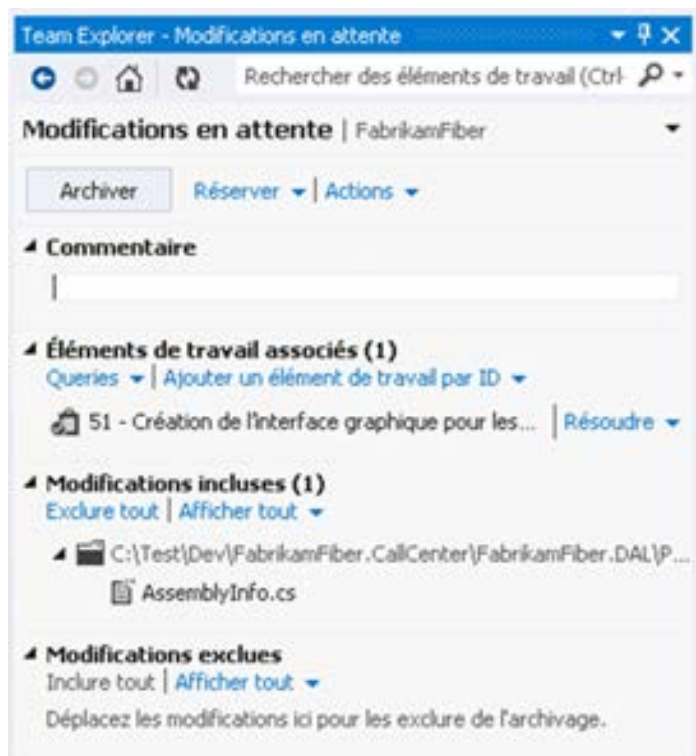 Team Explorer - Modifications en attente
Rechercher des éléments de travail (Ctrl-
Modifications en attente | FabrikamFiber
Archiver Réserver | Actions
Commentaire
Éléments de travail associés (1)
Queries | Ajouter un élément de travail par ID
51 - Création de l'interface graphique pour les... | Résoudre
Modifications incluses (1)
Exclure tout | Afficher tout
C:\Test\Dev\FabrikamFiber.CallCenter\FabrikamFiber.DAL\P...
AssemblyInfo.cs
Modifications exclues
Inclure tout | Afficher tout
Déplacez les modifications ici pour les exclure de l'archivage.